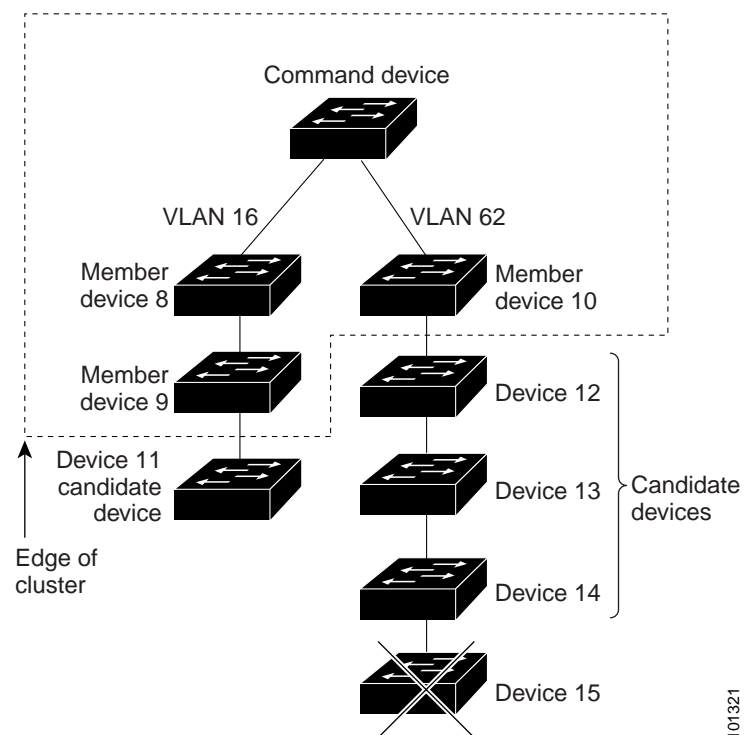 Command device
VLAN 16
VLAN 62
Member
device 8
Member
device 10
Member
device 9
Device 12
Device 11
candidate
device
Device 13
Candidate
devices
Edge of
cluster
Device 14
Device 15
101321